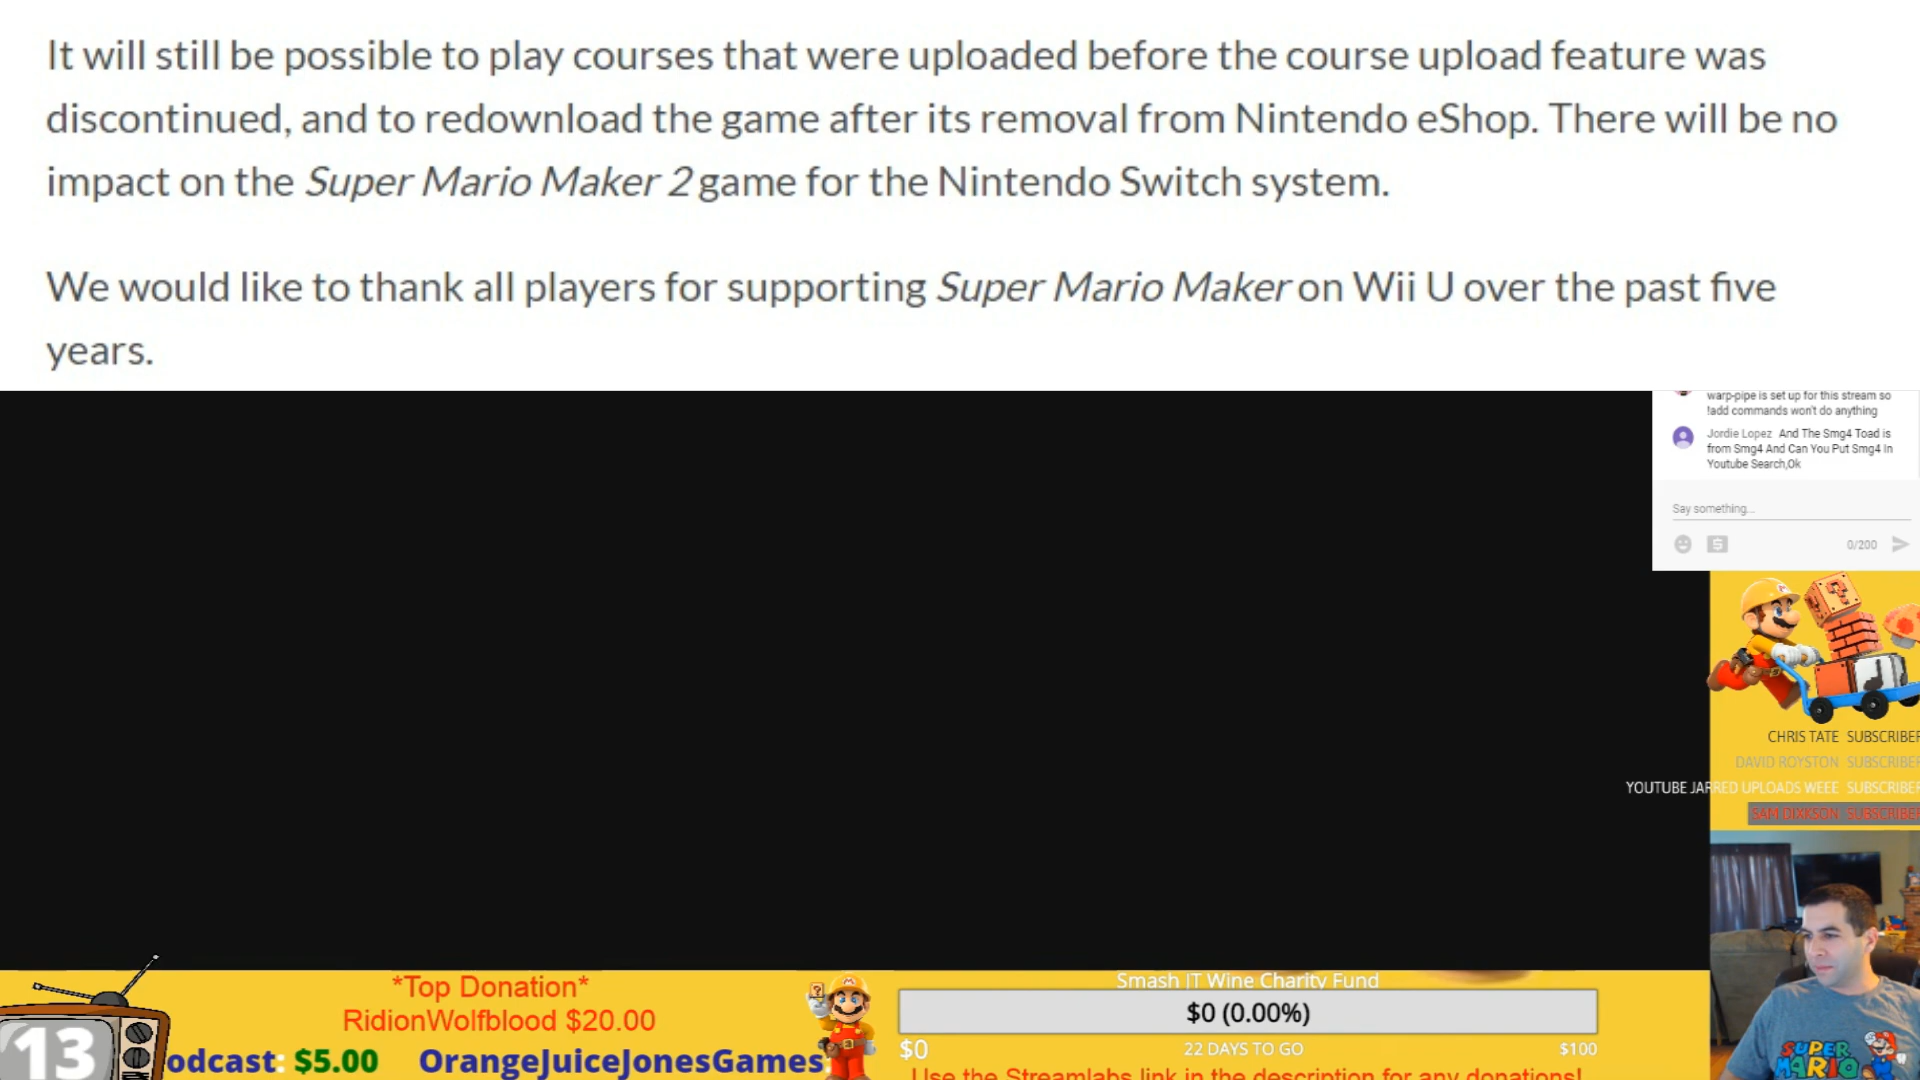 It will still be possible to play courses that were uploaded before the course upload feature was
discontinued, and to redownload the game after its removal from Nintendo eShop. There will be no
impact on the Super Mario Maker 2 game for the Nintendo Switch system.
We would like to thank all players for supporting Super Mario Maker on Wii U over the past five
years.
warp-pipe is set up for this stream so
!add commands won't do anything
Jordie Lopez And The Smg4 Toad is
from Smg4 And Can You Put Smg4 In
Youtube Search,Ok
Say something...
0/200
CHRIS TATE SUBSCRIBER
DAVID ROYSTON SUBSCRIBER
YOUTUBE JARRED UPLOADS WEEE SUBSCRIBER
SAM DIXKSON SUBSCRIBER
*Top Donation*
RidionWolfblood $20.00
13
odcast: $5.00 OrangeJuiceJonesGames
Smash IT Wine Charity Fund
$0 (0.00%)
$0 22 DAYS TO GO $100
Use the Streamlabs link in the description for any donations!
SUPER
MARIO